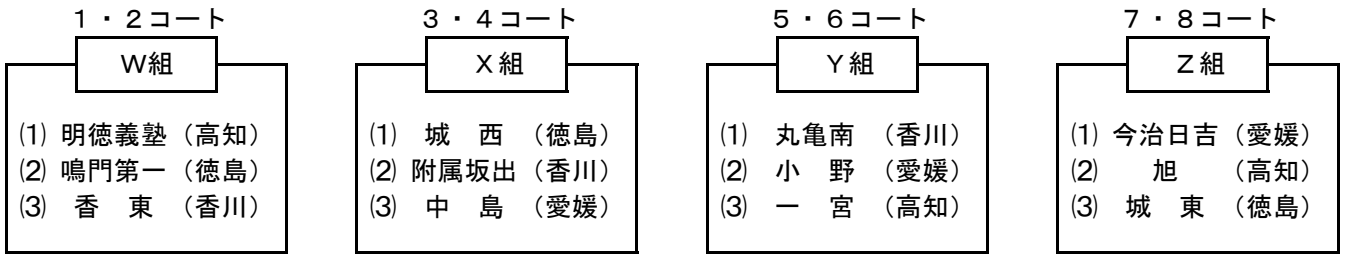 1・2コート
W組
⑴ 明徳義塾（高知）
⑵ 鳴門第一（徳島）
⑶ 香　東（香川）
3・4コート
X組
⑴ 城　西（徳島）
⑵ 附属坂出（香川）
⑶ 中　島（愛媛）
5・6コート
Y組
⑴ 丸亀南（香川）
⑵ 小　野（愛媛）
⑶ 一　宮（高知）
7・8コート
Z組
⑴ 今治日吉（愛媛）
⑵ 旭（高知）
⑶ 城　東（徳島）